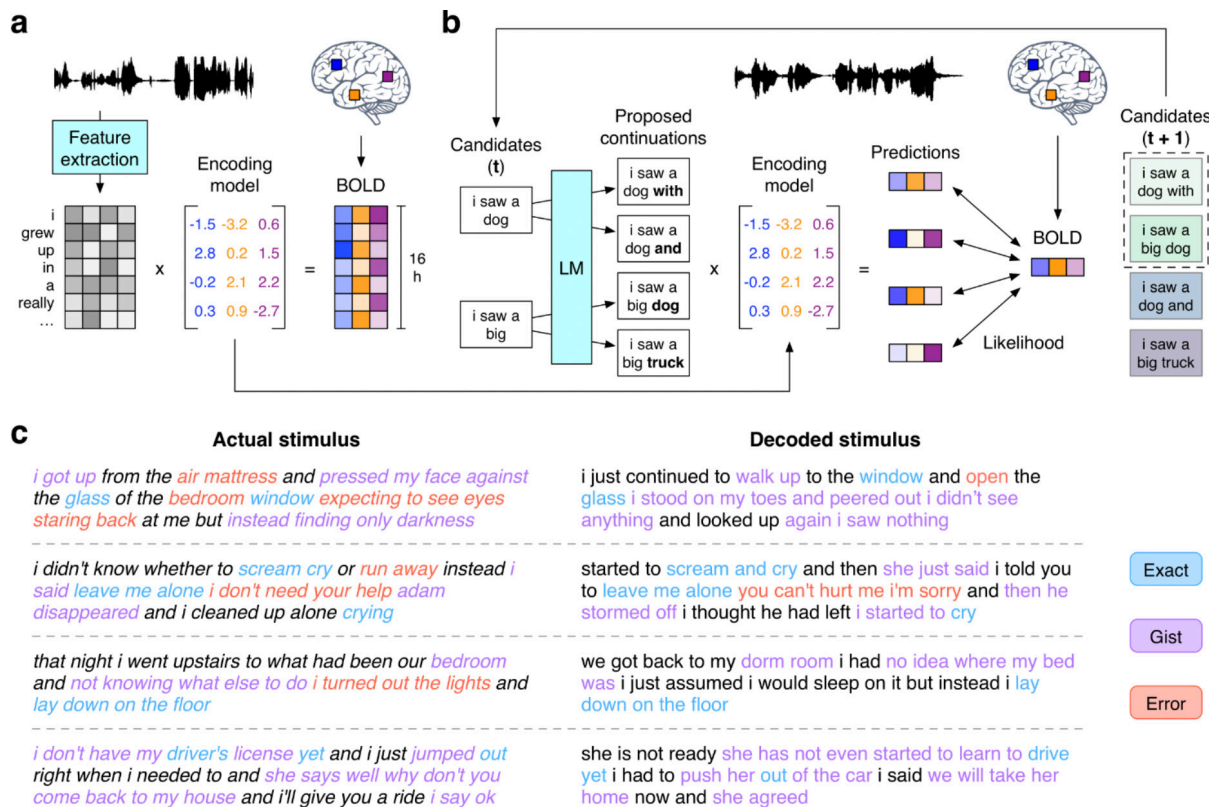 a
Feature
extraction
i
grew
up
in
a
really
...
x
Encoding
model
-1.5 -3.2 0.6
2.8 0.2 1.5
-0.2 2.1 2.2
0.3 0.9 -2.7
=
BOLD
16
h
b
Candidates
(t)
i saw a
dog
i saw a
big
LM
Proposed
continuations
i saw a
dog with
i saw a
dog and
i saw a
big dog
i saw a
big truck
x
Encoding
model
-1.5 -3.2 0.6
2.8 0.2 1.5
-0.2 2.1 2.2
0.3 0.9 -2.7
=
Predictions
BOLD
Likelihood
Candidates
(t + 1)
i saw a
dog with
i saw a
big dog
i saw a
dog and
i saw a
big truck
c
Actual stimulus
i got up from the air mattress and pressed my face against
the glass of the bedroom window expecting to see eyes
staring back at me but instead finding only darkness
i didn't know whether to scream cry or run away instead i
said leave me alone i don't need your help adam
disappeared and i cleaned up alone crying
that night i went upstairs to what had been our bedroom
and not knowing what else to do i turned out the lights and
lay down on the floor
i don't have my driver's license yet and i just jumped out
right when i needed to and she says well why don't you
come back to my house and i'll give you a ride i say ok
Decoded stimulus
i just continued to walk up to the window and open the
glass i stood on my toes and peered out i didn't see
anything and looked up again i saw nothing
started to scream and cry and then she just said i told you
to leave me alone you can't hurt me i'm sorry and then he
stormed off i thought he had left i started to cry
we got back to my dorm room i had no idea where my bed
was i just assumed i would sleep on it but instead i lay
down on the floor
she is not ready she has not even started to learn to drive
yet i had to push her out of the car i said we will take her
home now and she agreed
Exact
Gist
Error